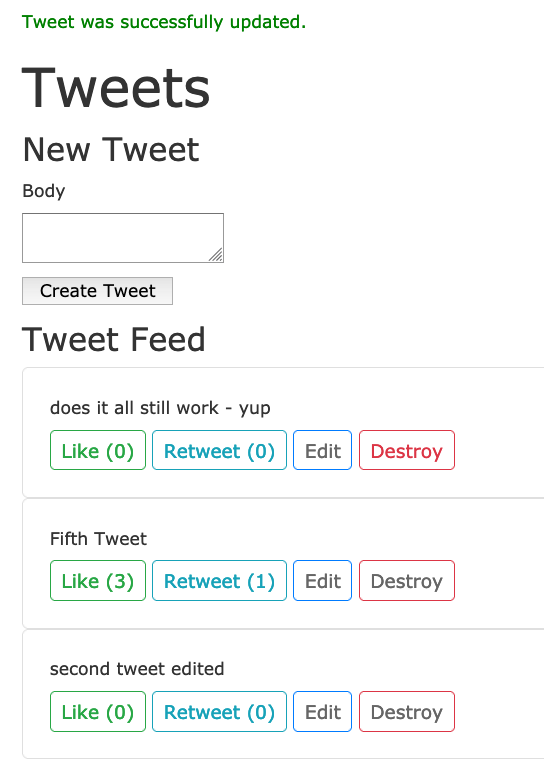 Tweet was successfully updated.
Tweets
New Tweet
Body
Create Tweet
Tweet Feed
does it all still work - yup
Like (0) Retweet (0) Edit Destroy
Fifth Tweet
Like (3) Retweet (1) Edit Destroy
second tweet edited
Like (0) Retweet (0) Edit Destroy